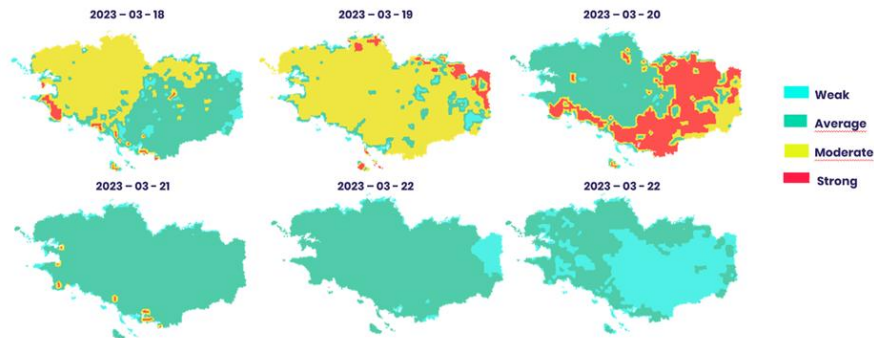 2023 – 03 - 18
2023 – 03 - 19
2023 – 03 - 20
Weak
Average
Moderate
Strong
2023 – 03 - 21
2023 – 03 - 22
2023 – 03 - 22